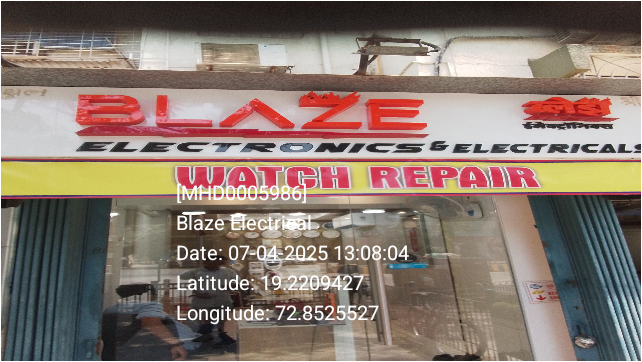 BLAZE
ब्लेझ
इलेक्ट्रॉनिक्स
ELECTRONICS & ELECTRICALS
WATCH REPAIR
[MHD0005986]
Blaze Electrical
Date: 07-04-2025 13:08:04
Latitude: 19.2209427
Longitude: 72.8525527